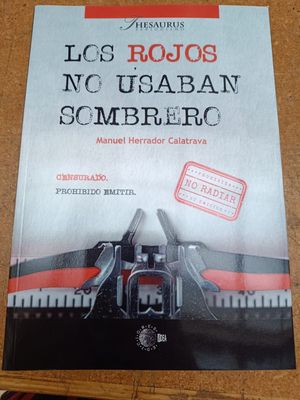 THESAURUS
LOS ROJOS
NO USABAN
SOMBRERO
Manuel Herrador Calatrava
CENSURADO.
PROHIBIDO EMITIR.
NO RADIAR